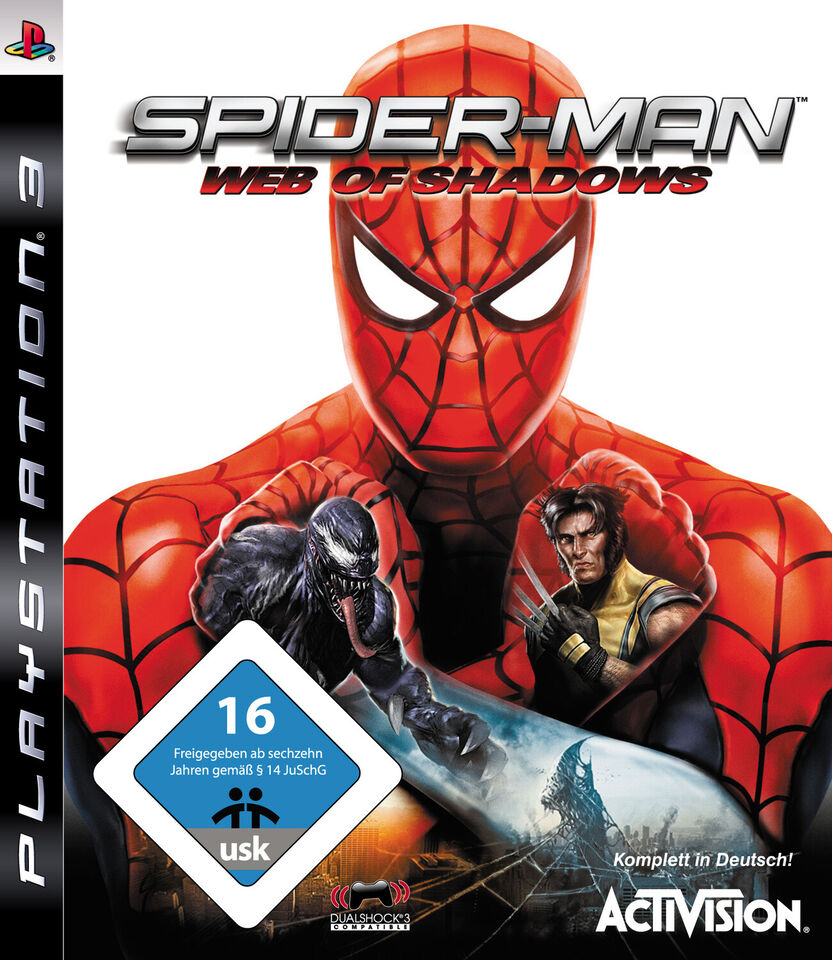 PLAYSTATION®3
SPIDER-MAN™
WEB OF SHADOWS
16
Freigegeben ab sechzehn
Jahren gemäß § 14 JuSchG
usk
DUALSHOCK®3
COMPATIBLE
Komplett in Deutsch!
ACTIVISION®